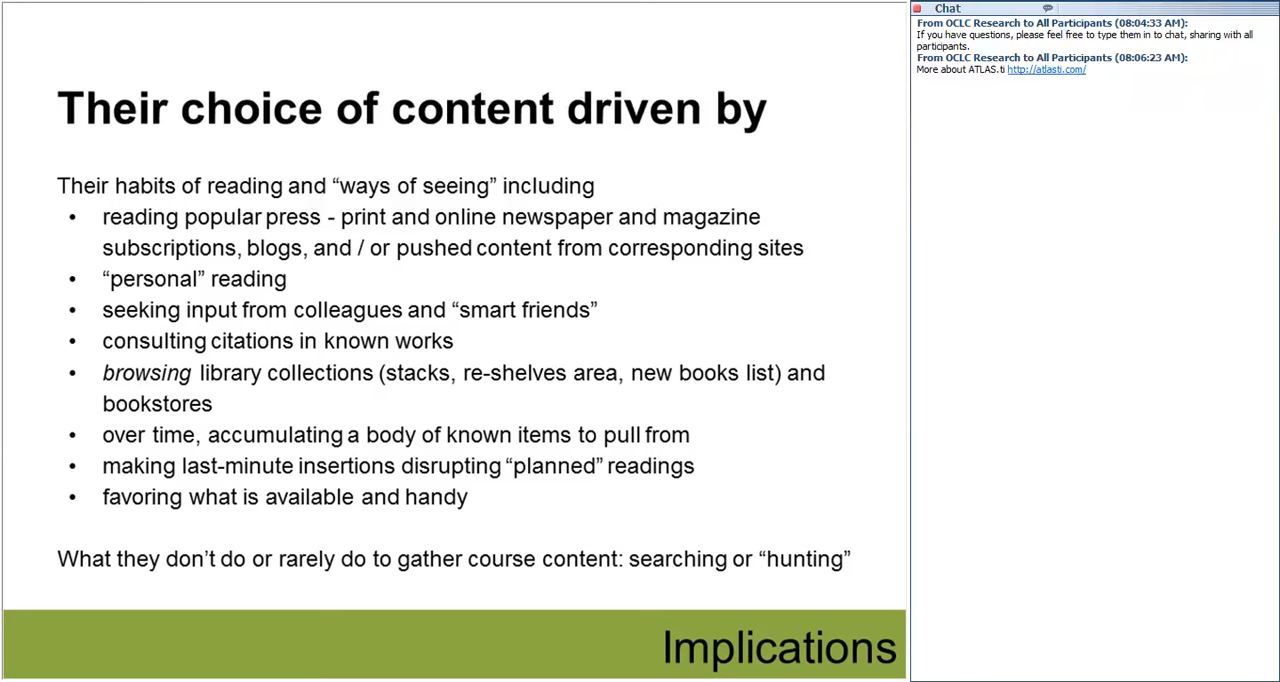 Their choice of content driven by
Their habits of reading and “ways of seeing” including
• reading popular press - print and online newspaper and magazine
subscriptions, blogs, and / or pushed content from corresponding sites
• “personal” reading
• seeking input from colleagues and “smart friends”
• consulting citations in known works
• browsing library collections (stacks, re-shelves area, new books list) and
bookstores
• over time, accumulating a body of known items to pull from
• making last-minute insertions disrupting “planned” readings
• favoring what is available and handy
What they don’t do or rarely do to gather course content: searching or “hunting”
Implications
Chat
From OCLC Research to All Participants (08:04:33 AM):
If you have questions, please feel free to type them in to chat, sharing with all
participants.
From OCLC Research to All Participants (08:06:23 AM):
More about ATLAS.ti http://atlasti.com/